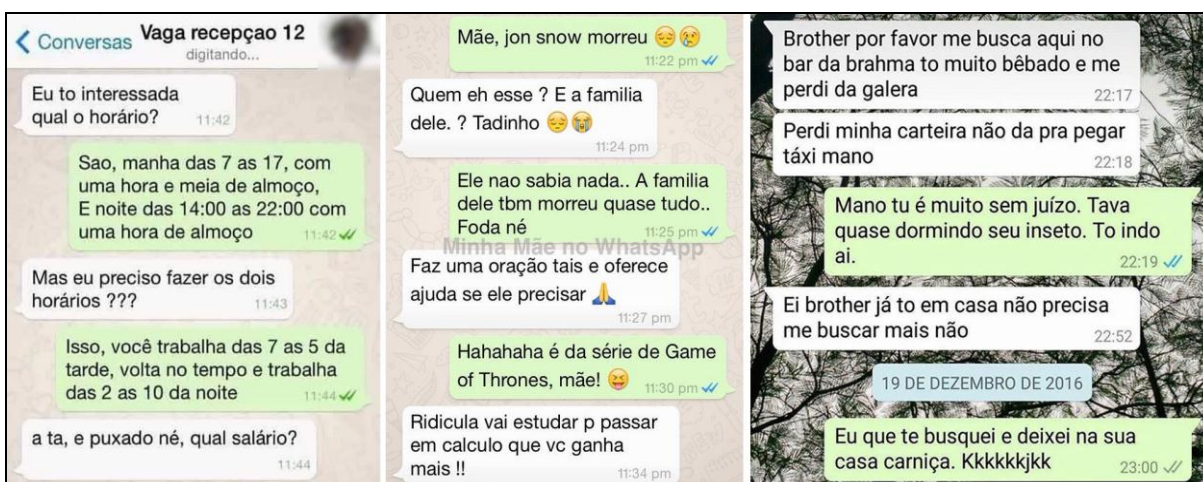 Conversas
Vaga recepçao 12
digitando...
Eu to interessada
qual o horário?
11:42
Sao, manha das 7 as 17, com
uma hora e meia de almoço,
E noite das 14:00 as 22:00 com
uma hora de almoço
11:42
Mas eu preciso fazer os dois
horários ???
11:43
Isso, você trabalha das 7 as 5 da
tarde, volta no tempo e trabalha
das 2 as 10 da noite
11:44
a ta, e puxado né, qual salário?
11:44
Mãe, jon snow morreu 😔😢
11:22 pm
Quem eh esse ? E a familia
dele. ? Tadinho 😔😭
11:24 pm
Ele nao sabia nada.. A familia
dele tbm morreu quase tudo..
Foda né
11:25 pm
Minha Mãe no WhatsApp
Faz uma oração tais e oferece
ajuda se ele precisar 🙏
11:27 pm
Hahahaha é da série de Game
of Thrones, mãe! 😝
11:30 pm
Ridicula vai estudar p passar
em calculo que vc ganha
mais !!
11:34 pm
Brother por favor me busca aqui no
bar da brahma to muito bêbado e me
perdi da galera
22:17
Perdi minha carteira não da pra pegar
táxi mano
22:18
Mano tu é muito sem juízo. Tava
quase dormindo seu inseto. To indo
ai.
22:19
Ei brother já to em casa não precisa
me buscar mais não
22:52
19 DE DEZEMBRO DE 2016
Eu que te busquei e deixei na sua
casa carniça. Kkkkkkjkk
23:00